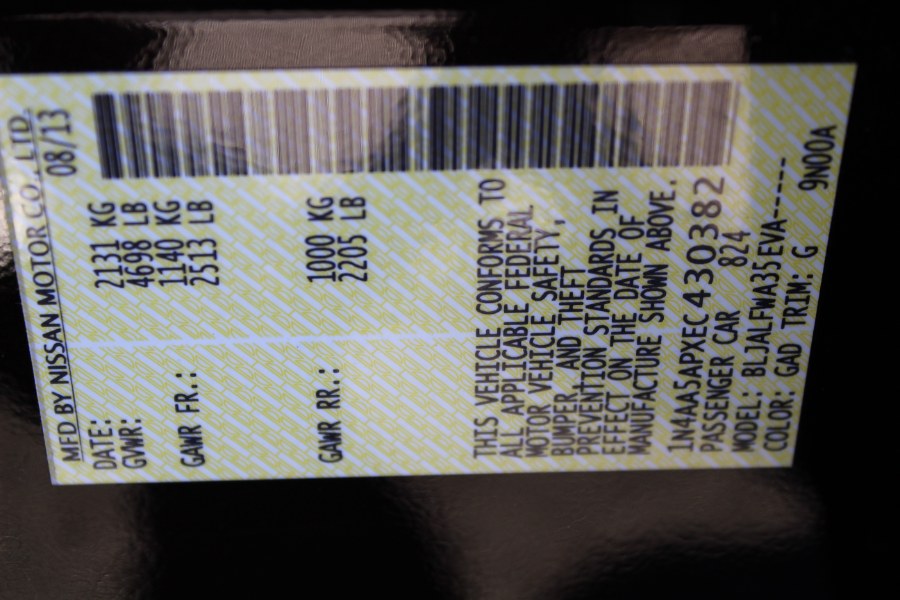 MFD BY NISSAN MOTOR CO., LTD.
DATE: 08/13
GVWR: 2131 KG
4698 LB
GAWR FR.: 1140 KG
2513 LB
GAWR RR.: 1000 KG
2205 LB
THIS VEHICLE CONFORMS TO
ALL APPLICABLE FEDERAL
MOTOR VEHICLE SAFETY,
BUMPER, AND THEFT
PREVENTION STANDARDS IN
EFFECT ON THE DATE OF
MANUFACTURE SHOWN ABOVE.
1N4AA5APXEC430382
PASSENGER CAR 824
MODEL: BLJALFWA35EVA-----
COLOR: GAD TRIM: G 9N00A